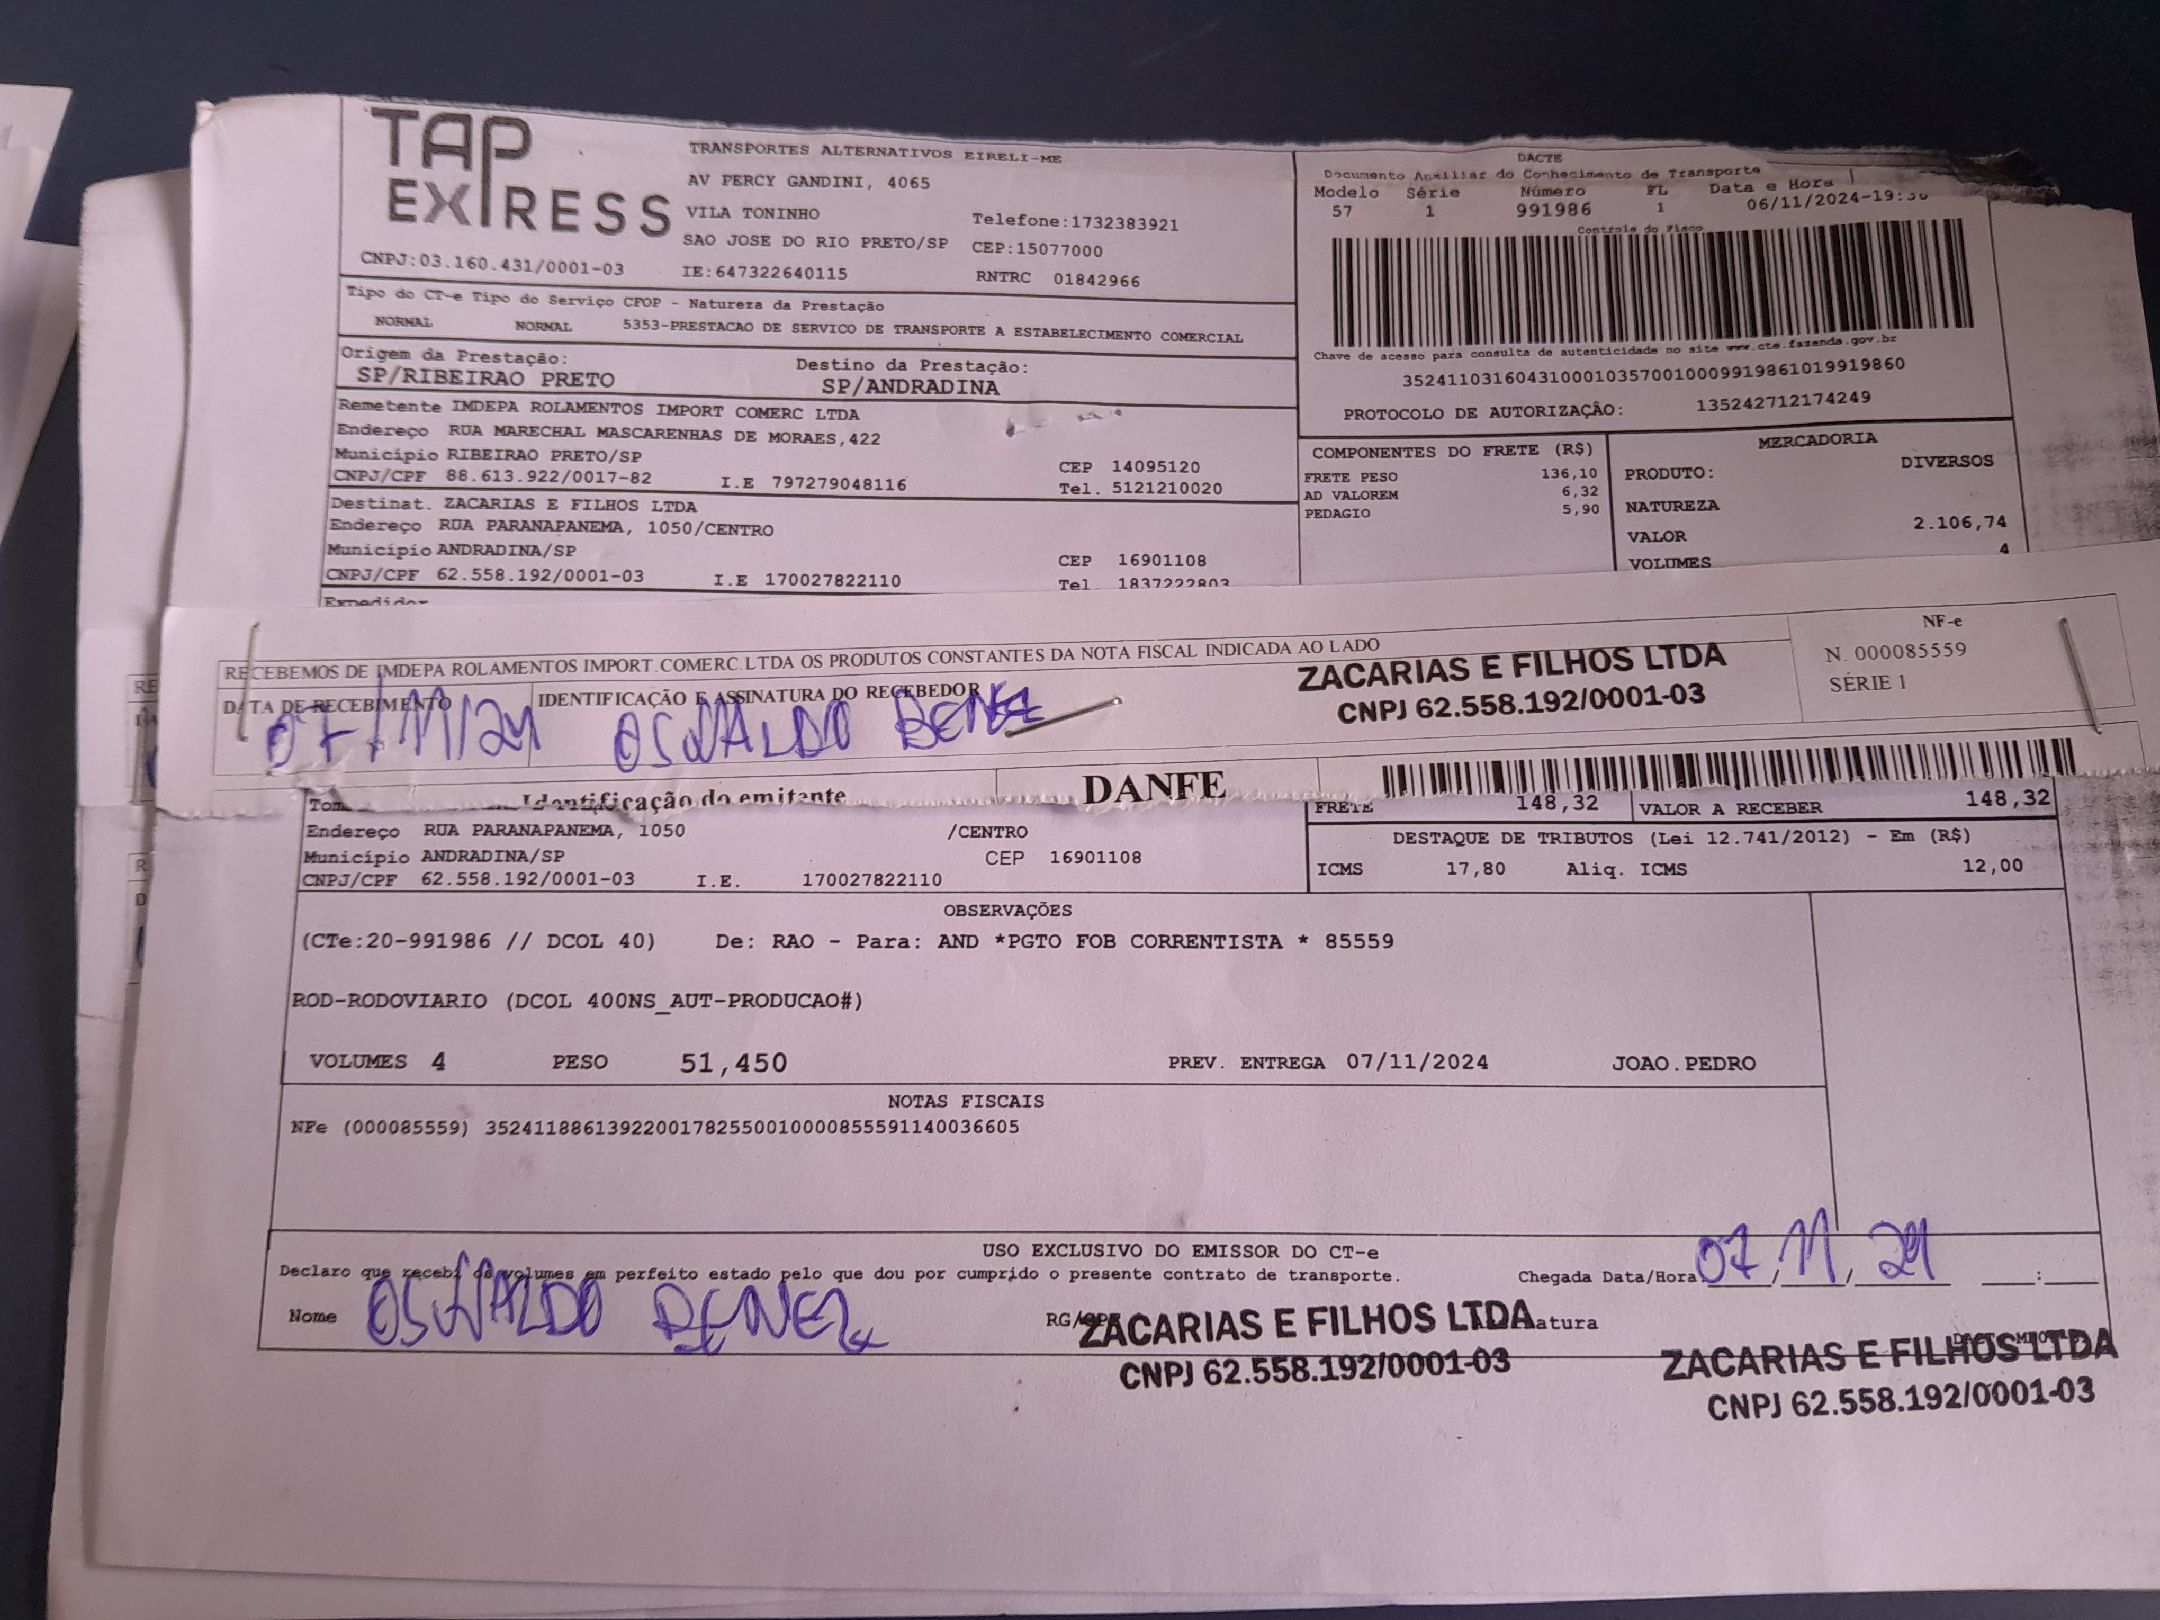 TAP EXPRESS
TRANSPORTES ALTERNATIVOS EIRELI-ME
AV PERCY GANDINI, 4065
VILA TONINHO Telefone:1732383921
SAO JOSE DO RIO PRETO/SP CEP:15077000
CNPJ:03.160.431/0001-03 IE:647322640115 RNTRC 01842966
DACTE
Documento Auxiliar do Conhecimento de Transporte
Modelo Série Número FL Data e Hora
57 1 991986 1 06/11/2024-19:30
Controle do Fisco
Chave de acesso para consulta de autenticidade no site www.cte.fazenda.gov.br
35241103160431000103570010009919861019919860
PROTOCOLO DE AUTORIZAÇÃO: 135242712174249
Tipo do CT-e Tipo do Serviço CFOP - Natureza da Prestação
NORMAL NORMAL 5353-PRESTACAO DE SERVICO DE TRANSPORTE A ESTABELECIMENTO COMERCIAL
Origem da Prestação: Destino da Prestação:
SP/RIBEIRAO PRETO SP/ANDRADINA
Remetente IMDEPA ROLAMENTOS IMPORT COMERC LTDA
Endereço RUA MARECHAL MASCARENHAS DE MORAES,422
Município RIBEIRAO PRETO/SP CEP 14095120
CNPJ/CPF 88.613.922/0017-82 I.E 797279048116 Tel. 5121210020
Destinat. ZACARIAS E FILHOS LTDA
Endereço RUA PARANAPANEMA, 1050/CENTRO
Município ANDRADINA/SP CEP 16901108
CNPJ/CPF 62.558.192/0001-03 I.E 170027822110 Tel. 1837222803
Expedidor
COMPONENTES DO FRETE (R$)
FRETE PESO 136,10
AD VALOREM 6,32
PEDAGIO 5,90
MERCADORIA
PRODUTO: DIVERSOS
NATUREZA
VALOR 2.106,74
VOLUMES 4
RECEBEMOS DE IMDEPA ROLAMENTOS IMPORT.COMERC.LTDA OS PRODUTOS CONSTANTES DA NOTA FISCAL INDICADA AO LADO
DATA DE RECEBIMENTO IDENTIFICAÇÃO E ASSINATURA DO RECEBEDOR
07/11/24 OSWALDO BENEZ
ZACARIAS E FILHOS LTDA
CNPJ 62.558.192/0001-03
NF-e
N. 000085559
SÉRIE 1
Identificação do emitente DANFE
FRETE 148,32 VALOR A RECEBER 148,32
Endereço RUA PARANAPANEMA, 1050 /CENTRO
Município ANDRADINA/SP CEP 16901108
CNPJ/CPF 62.558.192/0001-03 I.E. 170027822110
DESTAQUE DE TRIBUTOS (Lei 12.741/2012) - Em (R$)
ICMS 17,80 Aliq. ICMS 12,00
OBSERVAÇÕES
(CTe:20-991986 // DCOL 40) De: RAO - Para: AND *PGTO FOB CORRENTISTA * 85559
ROD-RODOVIARIO (DCOL 400NS_AUT-PRODUCAO#)
VOLUMES 4 PESO 51,450 PREV. ENTREGA 07/11/2024 JOAO.PEDRO
NOTAS FISCAIS
NFe (000085559) 35241188613922001782550010000855591140036605
USO EXCLUSIVO DO EMISSOR DO CT-e
Declaro que recebi os volumes em perfeito estado pelo que dou por cumprido o presente contrato de transporte. Chegada Data/Hora 07/11/24 :
Nome OSWALDO BENEZ
ZACARIAS E FILHOS LTDA
CNPJ 62.558.192/0001-03
ZACARIAS E FILHOS LTDA
CNPJ 62.558.192/0001-03